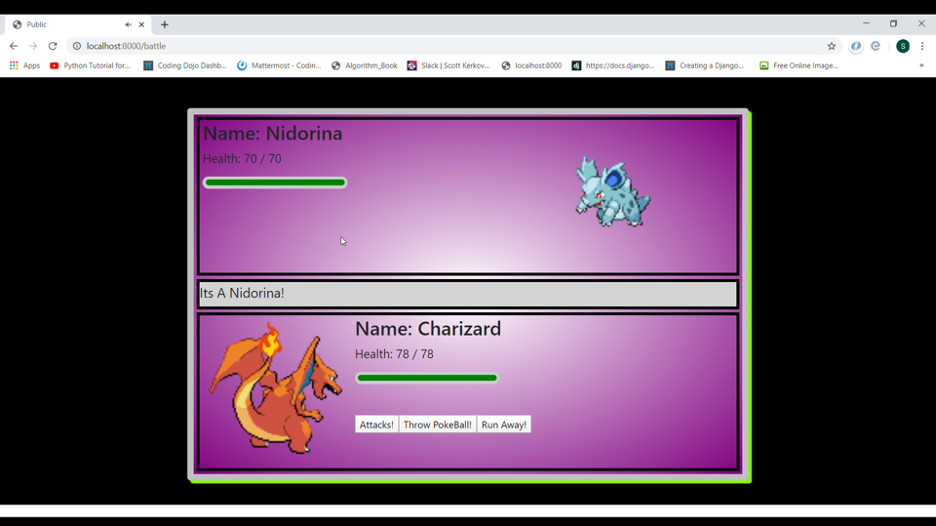 Public
localhost:8000/battle
Apps
Python Tutorial for...
Coding Dojo Dashb...
Mattermost - Codin...
Algorithm_Book
Slack | Scott Kerkov...
localhost:8000
https://docs.django...
Creating a Django...
Free Online Image...
»
S
Name: Nidorina
Health: 70 / 70
Its A Nidorina!
Name: Charizard
Health: 78 / 78
Attacks! Throw PokeBall! Run Away!